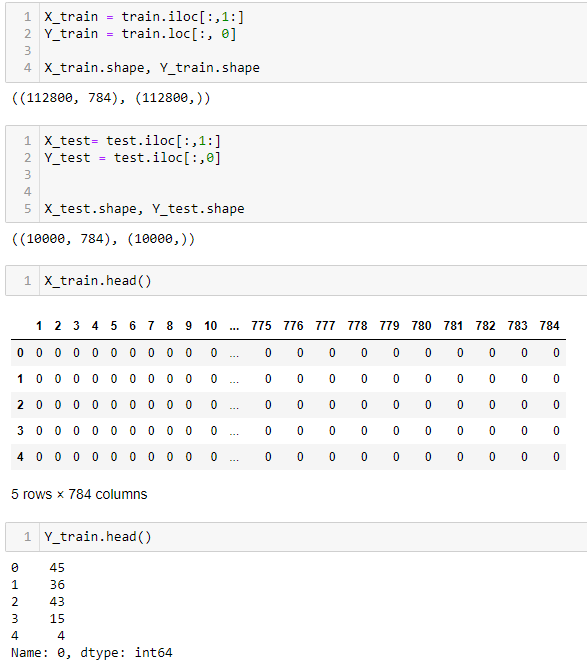 1 X_train = train.iloc[:,1:]
2 Y_train = train.loc[:, 0]
3
4 X_train.shape, Y_train.shape
((112800, 784), (112800,))
1 X_test= test.iloc[:,1:]
2 Y_test = test.iloc[:,0]
3
4
5 X_test.shape, Y_test.shape
((10000, 784), (10000,))
1 X_train.head()
1 2 3 4 5 6 7 8 9 10 ... 775 776 777 778 779 780 781 782 783 784
0 0 0 0 0 0 0 0 0 0 0 ... 0 0 0 0 0 0 0 0 0 0
1 0 0 0 0 0 0 0 0 0 0 ... 0 0 0 0 0 0 0 0 0 0
2 0 0 0 0 0 0 0 0 0 0 ... 0 0 0 0 0 0 0 0 0 0
3 0 0 0 0 0 0 0 0 0 0 ... 0 0 0 0 0 0 0 0 0 0
4 0 0 0 0 0 0 0 0 0 0 ... 0 0 0 0 0 0 0 0 0 0
5 rows × 784 columns
1 Y_train.head()
0 45
1 36
2 43
3 15
4 4
Name: 0, dtype: int64